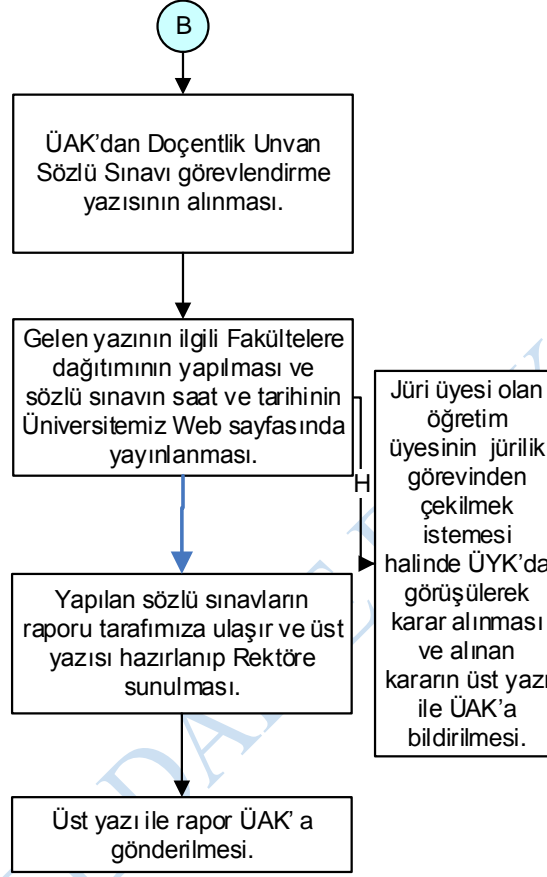 B
ÜAK’dan Doçentlik Unvan
Sözlü Sınavı görevlendirme
yazısının alınması.
Gelen yazının ilgili Fakültelere
dağıtımının yapılması ve
sözlü sınavın saat ve tarihinin
Üniversitemiz Web sayfasında
yayınlanması.
H
Jüri üyesi olan
öğretim
üyesinin jürilik
görevinden
çekilmek
istemesi
halinde ÜYK’da
görüşülerek
karar alınması
ve alınan
kararın üst yazı
ile ÜAK’a
bildirilmesi.
Yapılan sözlü sınavların
raporu tarafımıza ulaşır ve üst
yazısı hazırlanıp Rektöre
sunulması.
Üst yazı ile rapor ÜAK’ a
gönderilmesi.